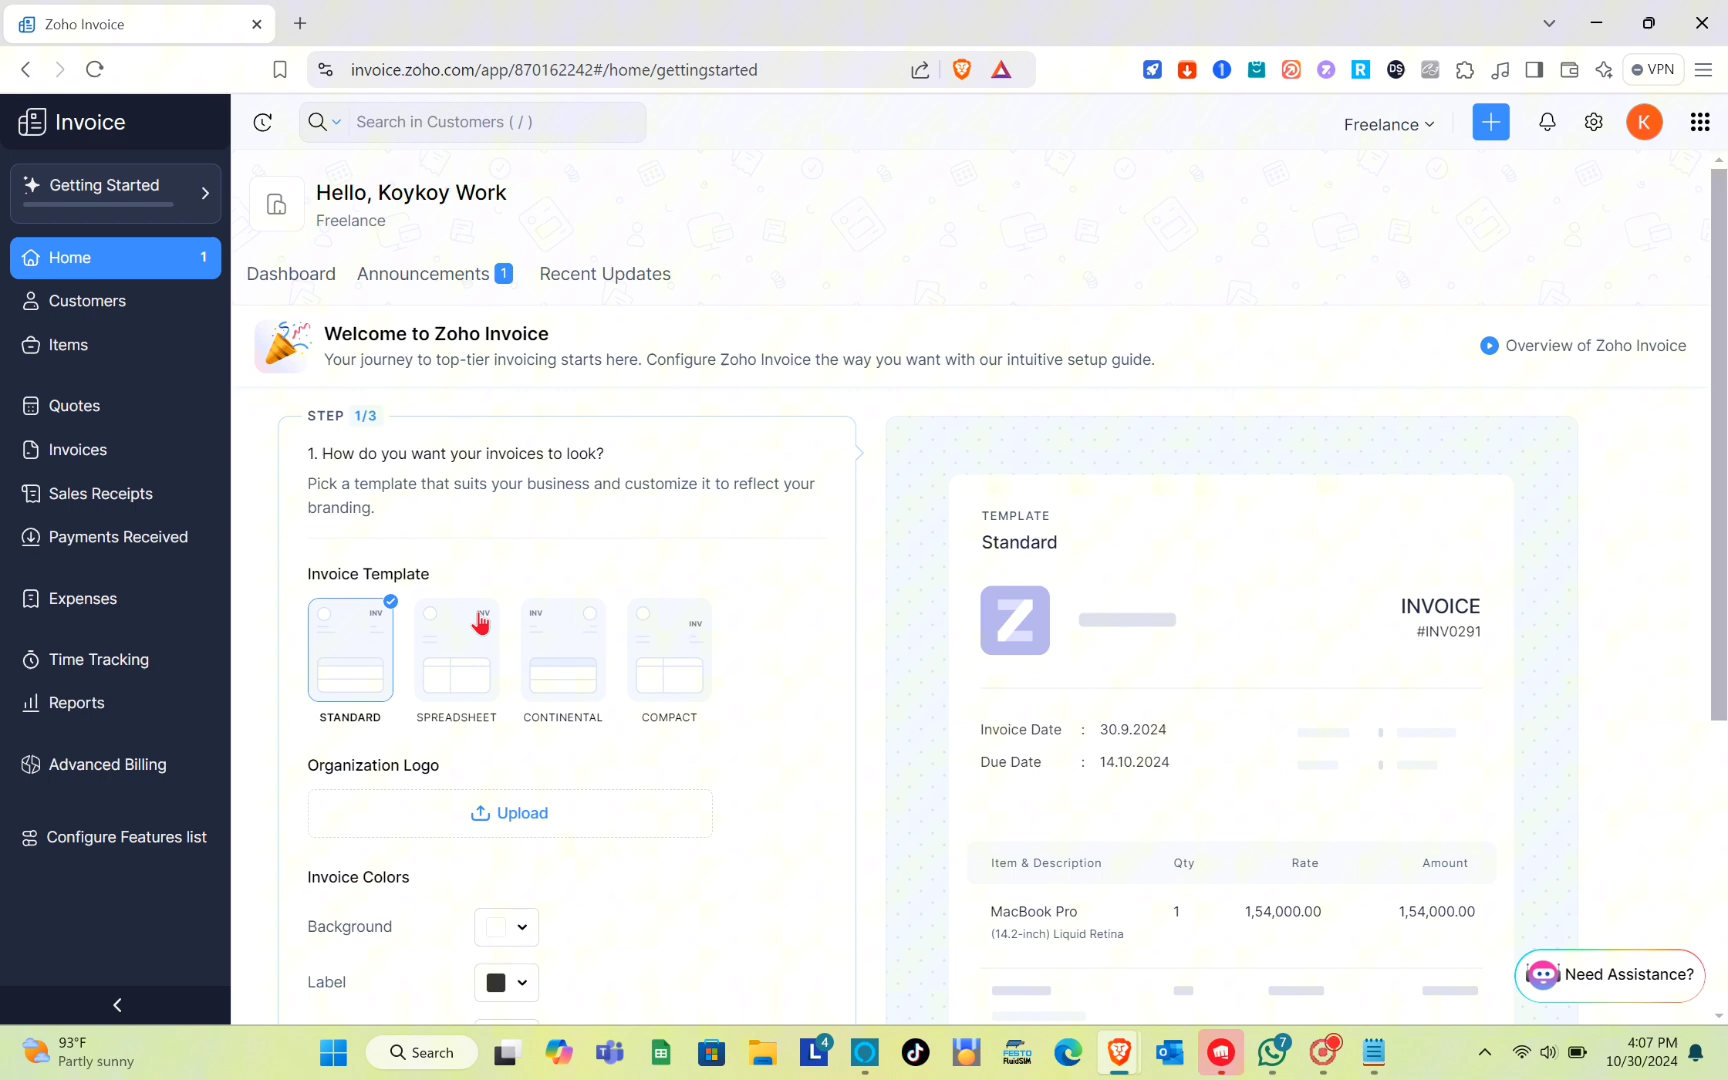 Zoho Invoice
invoice.zoho.com/app/870162242#/home/gettingstarted
VPN
Invoice
Search in Customers ( / )
Freelance
K
Getting Started
Home 1
Customers
Items
Quotes
Invoices
Sales Receipts
Payments Received
Expenses
Time Tracking
Reports
Advanced Billing
Configure Features list
Hello, Koykoy Work
Freelance
Dashboard Announcements 1 Recent Updates
Welcome to Zoho Invoice
Your journey to top-tier invoicing starts here. Configure Zoho Invoice the way you want with our intuitive setup guide.
Overview of Zoho Invoice
STEP 1/3
1. How do you want your invoices to look?
Pick a template that suits your business and customize it to reflect your
branding.
Invoice Template
INV INV INV INV
STANDARD SPREADSHEET CONTINENTAL COMPACT
Organization Logo
Upload
Invoice Colors
Background
Label
TEMPLATE
Standard
Z
INVOICE
#INV0291
Invoice Date : 30.9.2024
Due Date : 14.10.2024
Item & Description Qty Rate Amount
MacBook Pro 1 1,54,000.00 1,54,000.00
(14.2-inch) Liquid Retina
Need Assistance?
93°F
Partly sunny
Search
L 4
FESTO
FluidSIM
7
4:07 PM
10/30/2024